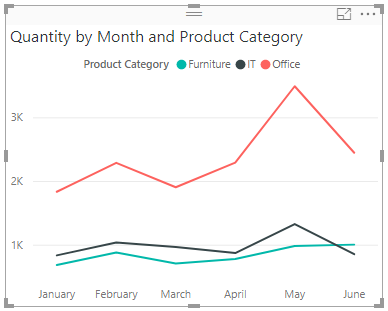 Quantity by Month and Product Category
Product Category Furniture IT Office
3K
2K
1K
January February March April May June